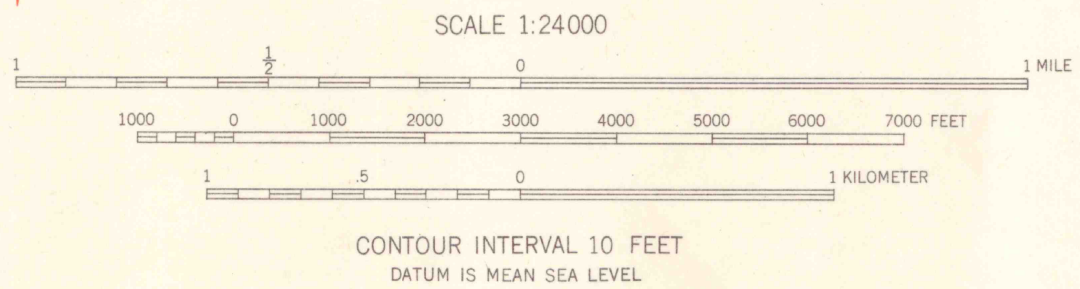 SCALE 1:24000
1 1/2 0 1 MILE
1000 0 1000 2000 3000 4000 5000 6000 7000 FEET
1 .5 0 1 KILOMETER
CONTOUR INTERVAL 10 FEET
DATUM IS MEAN SEA LEVEL